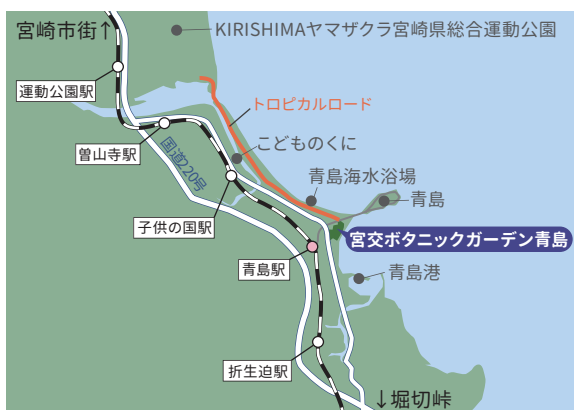 宮崎市街↑
KIRISHIMAヤマザクラ宮崎県総合運動公園
運動公園駅
トロピカルロード
曽山寺駅
こどものくに
国道220号
青島海水浴場
青島
子供の国駅
宮交ボタニックガーデン青島
青島駅
青島港
折生迫駅
↓堀切峠